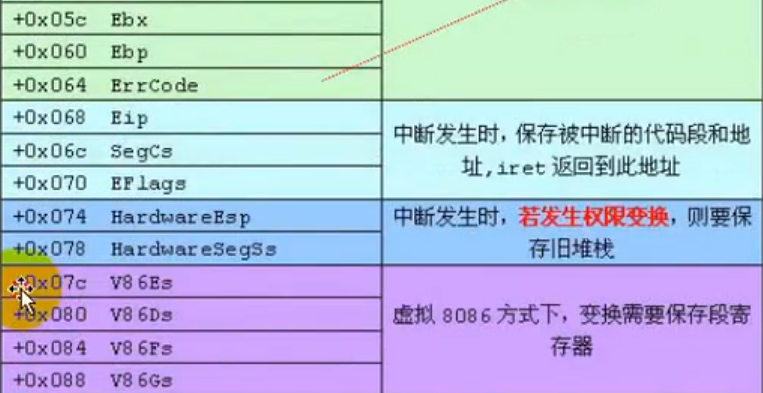 +0x05c Ebx
+0x060 Ebp
+0x064 ErrCode
+0x068 Eip
+0x06c SegCs
+0x070 EFlags
中断发生时，保存被中断的代码段和地
址,iret 返回到此地址
+0x074 HardwareEsp
+0x078 HardwareSegSs
中断发生时，若发生权限变换，则要保
存旧堆栈
+0x07c V86Es
+0x080 V86Ds
+0x084 V86Fs
+0x088 V86Gs
虚拟 8086 方式下，变换需要保存段寄
存器